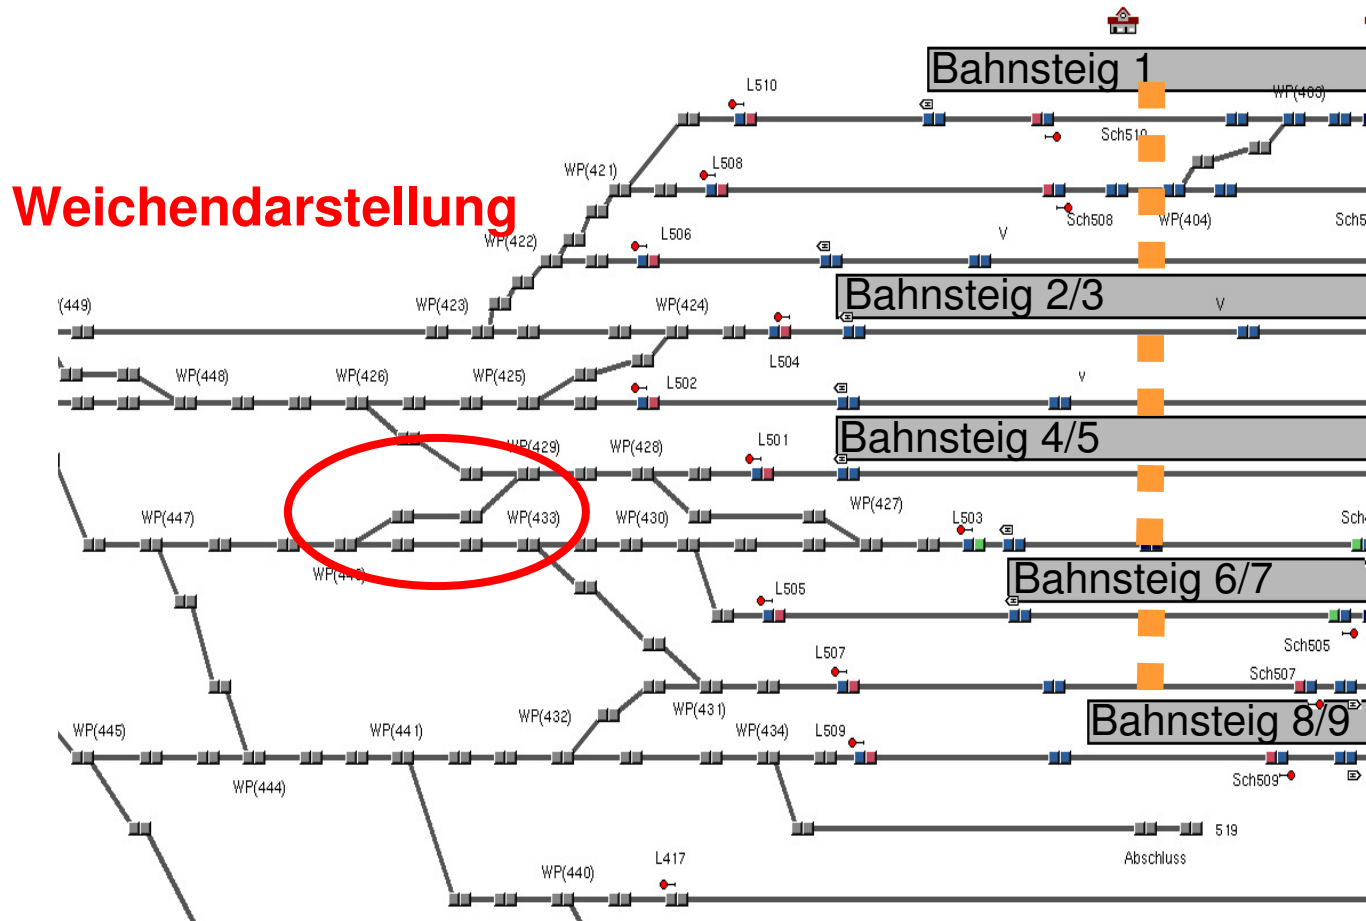 Bahnsteig 1
L510
WP(403)
Sch510
WP(421)
L508
Weichendarstellung
Sch508
WP(404)
Sch5
WP(422)
L506
V
Bahnsteig 2/3
(449)
WP(423)
WP(424)
V
L504
WP(448)
WP(426)
WP(425)
L502
V
Bahnsteig 4/5
WP(429)
WP(428)
L501
WP(427)
WP(447)
WP(433)
WP(430)
L503
Sch
Bahnsteig 6/7
L505
Sch505
L507
Sch507
WP(432)
WP(431)
Bahnsteig 8/9
WP(445)
WP(441)
WP(434)
L509
WP(444)
Sch509
519
Abschluss
L417
WP(440)